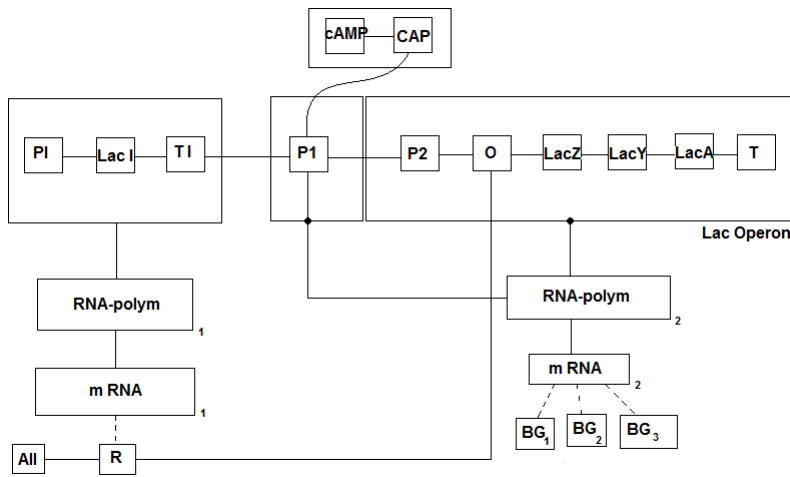 cAMP CAP
PI Lac I T I P1 P2 O LacZ LacY LacA T
Lac Operon
RNA-polym 1
RNA-polym 2
m RNA 2
m RNA 1
BG1 BG2 BG3
All R